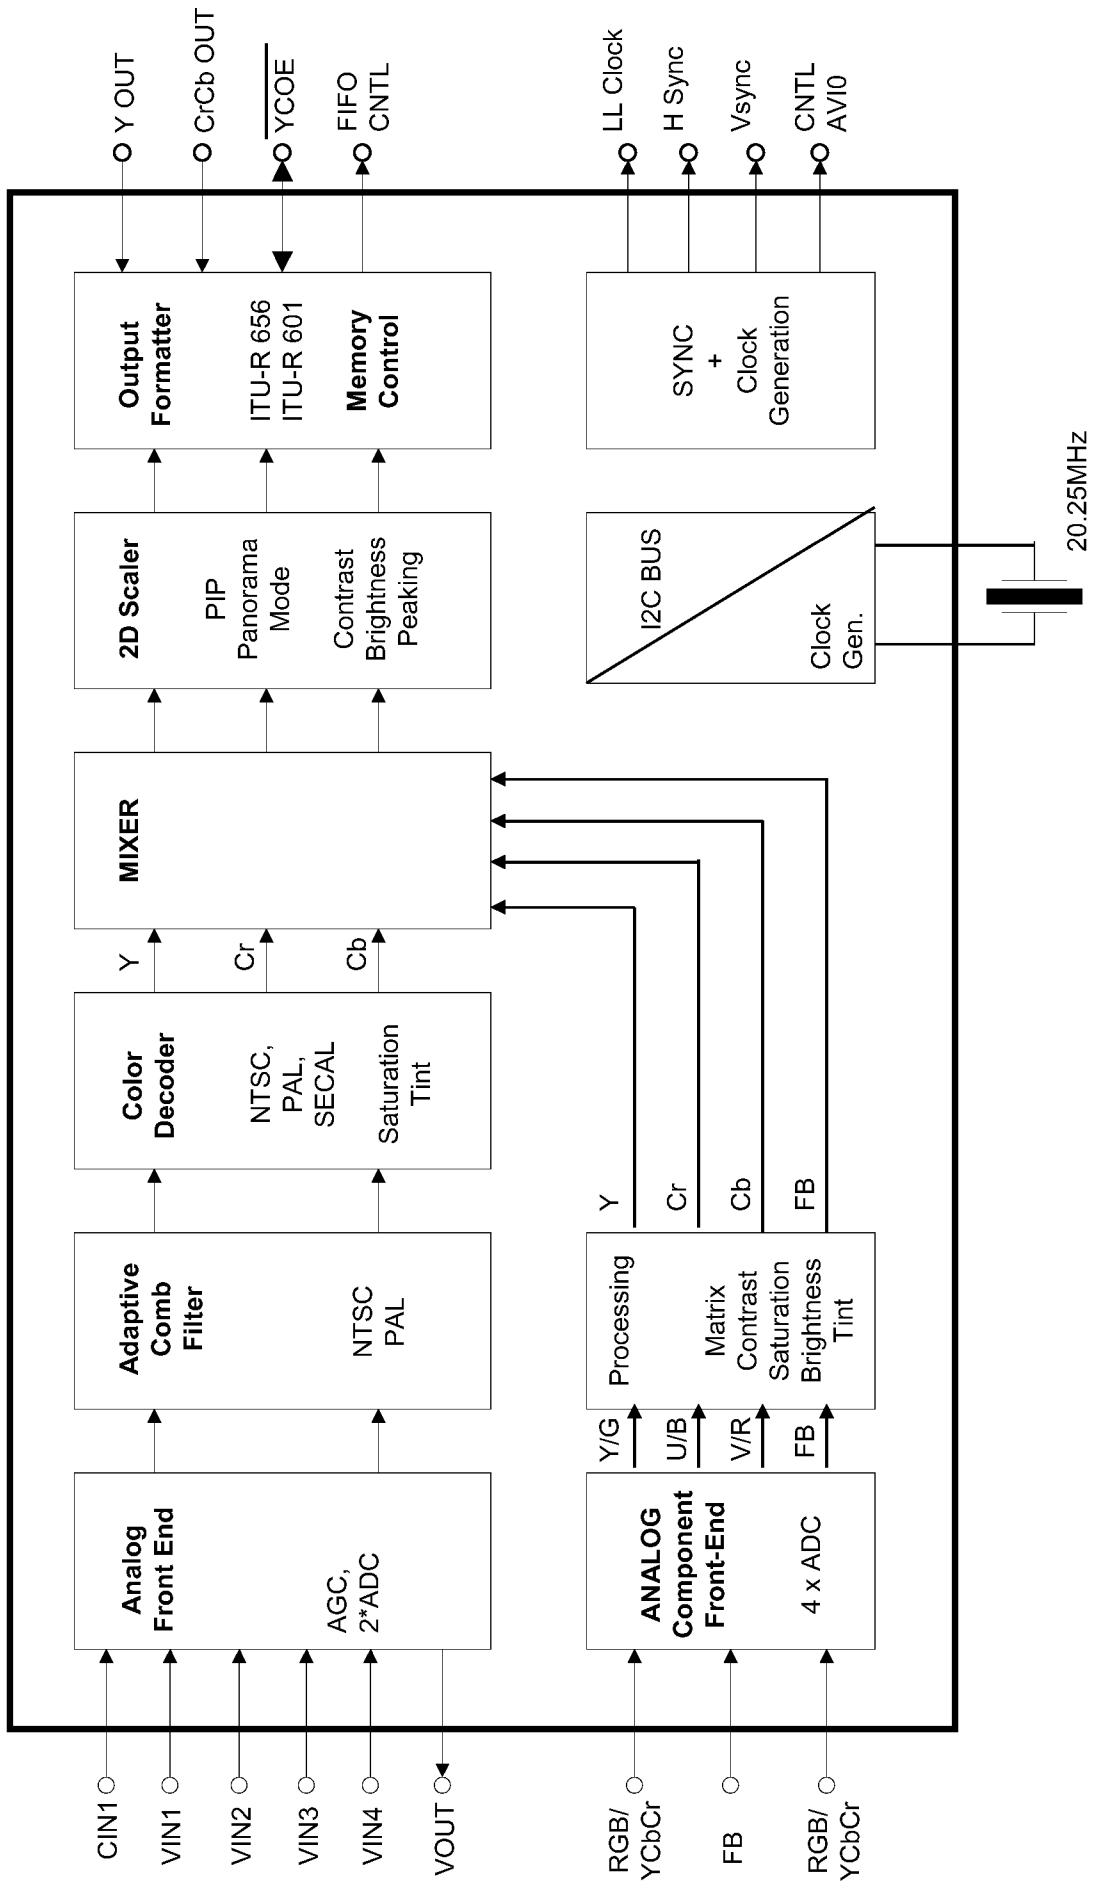 CIN1
VIN1
VIN2
VIN3
VIN4
VOUT
Analog
Front End
AGC,
2*ADC
Adaptive
Comb
Filter
NTSC
PAL
Color
Decoder
NTSC,
PAL,
SECAL
Saturation
Tint
Y
Cr
Cb
MIXER
2D Scaler
PIP
Panorama
Mode
Contrast
Brightness
Peaking
Output
Formatter
ITU-R 656
ITU-R 601
Memory
Control
Y OUT
CrCb OUT
YCOE
FIFO
CNTL
RGB/
YCbCr
FB
RGB/
YCbCr
ANALOG
Component
Front-End
4 x ADC
Y/G
U/B
V/R
FB
Processing
Matrix
Contrast
Saturation
Brightness
Tint
Y
Cr
Cb
FB
I2C BUS
Clock
Gen.
20.25MHz
SYNC
+
Clock
Generation
LL Clock
H Sync
Vsync
CNTL
AVI0